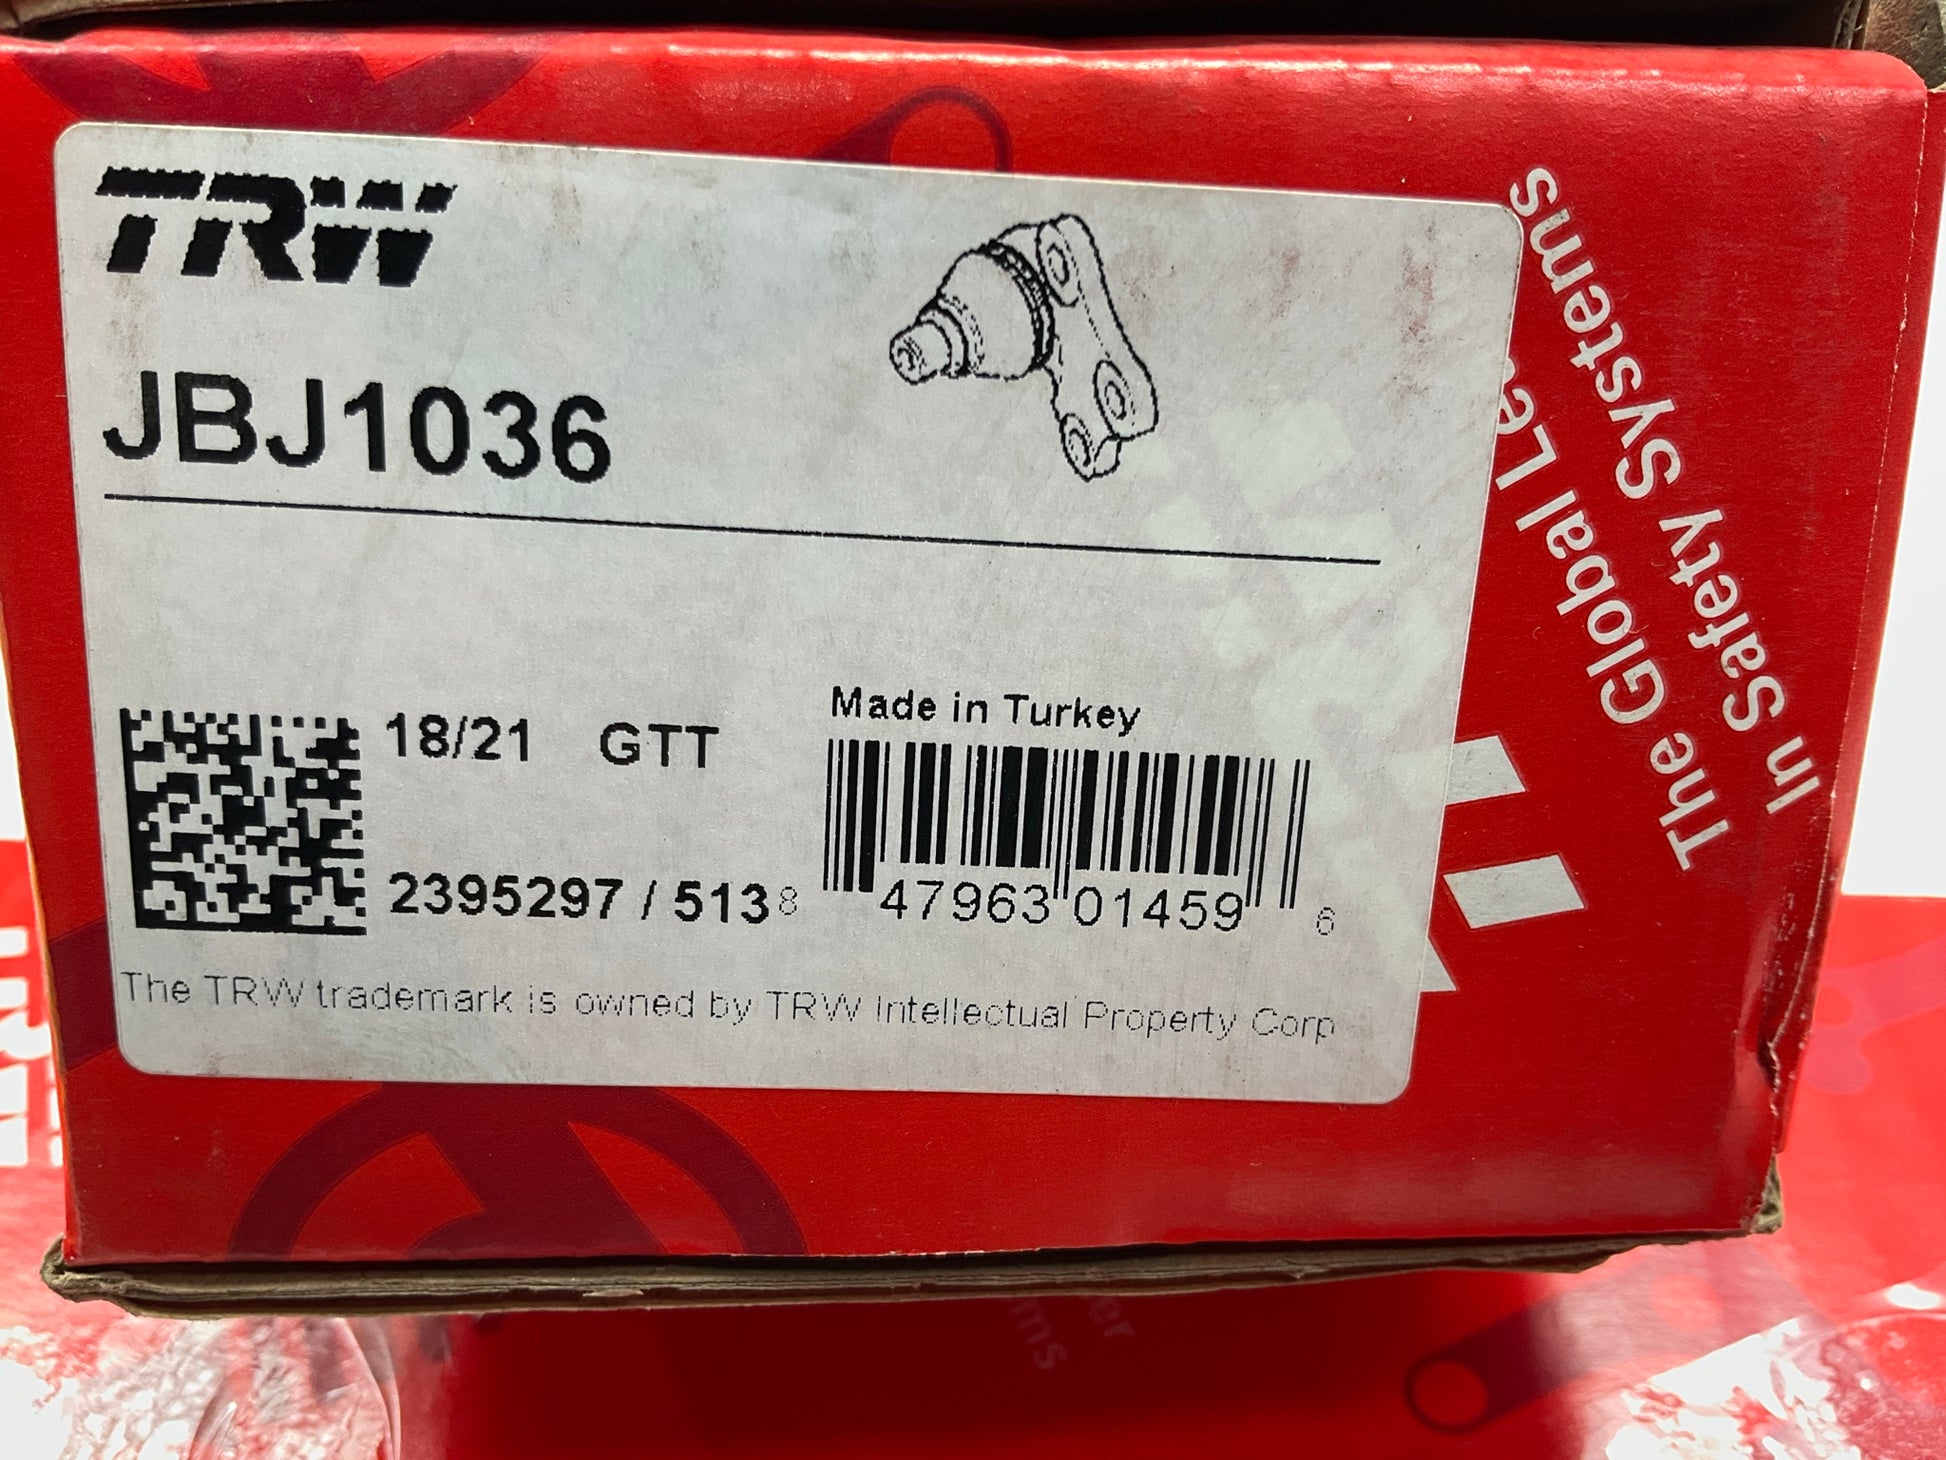 TRW
JBJ1036
18/21 GTT
Made in Turkey
2395297 / 513
8 47963 01459 6
The TRW trademark is owned by TRW Intellectual Property Corp
The Global
In Safety Systems